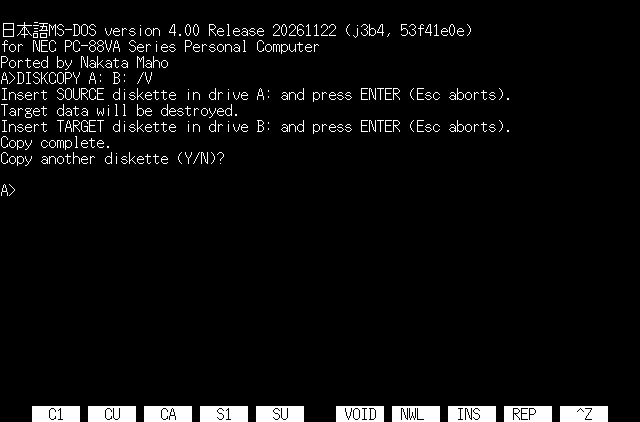 日本語MS-DOS version 4.00 Release 20261122 (j3b4, 53f41e0e)
for NEC PC-88VA Series Personal Computer
Ported by Nakata Maho
A>DISKCOPY A: B: /V
Insert SOURCE diskette in drive A: and press ENTER (Esc aborts).
Target data will be destroyed.
Insert TARGET diskette in drive B: and press ENTER (Esc aborts).
Copy complete.
Copy another diskette (Y/N)?
A>
C1 CU CA S1 SU VOID NWL INS REP ^Z